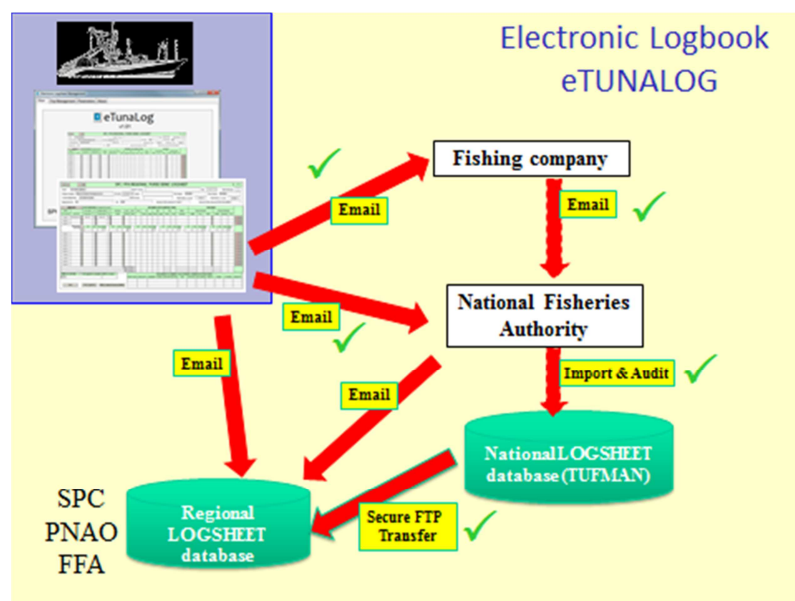 Electronic Logbook
eTUNALOG
eTunaLog
Fishing company
Email
Email
National Fisheries
Authority
Email
Email
Email
Import & Audit
National LOGSHEET
database (TUFMAN)
SPC
PNAO
FFA
Regional
LOGSHEET
database
Secure FTP
Transfer